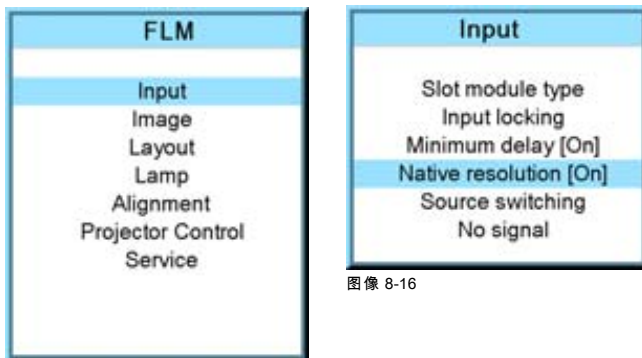 FLM
Input
Image
Layout
Lamp
Alignment
Projector Control
Service
Input
Slot module type
Input locking
Minimum delay [On]
Native resolution [On]
Source switching
No signal
图像 8-16